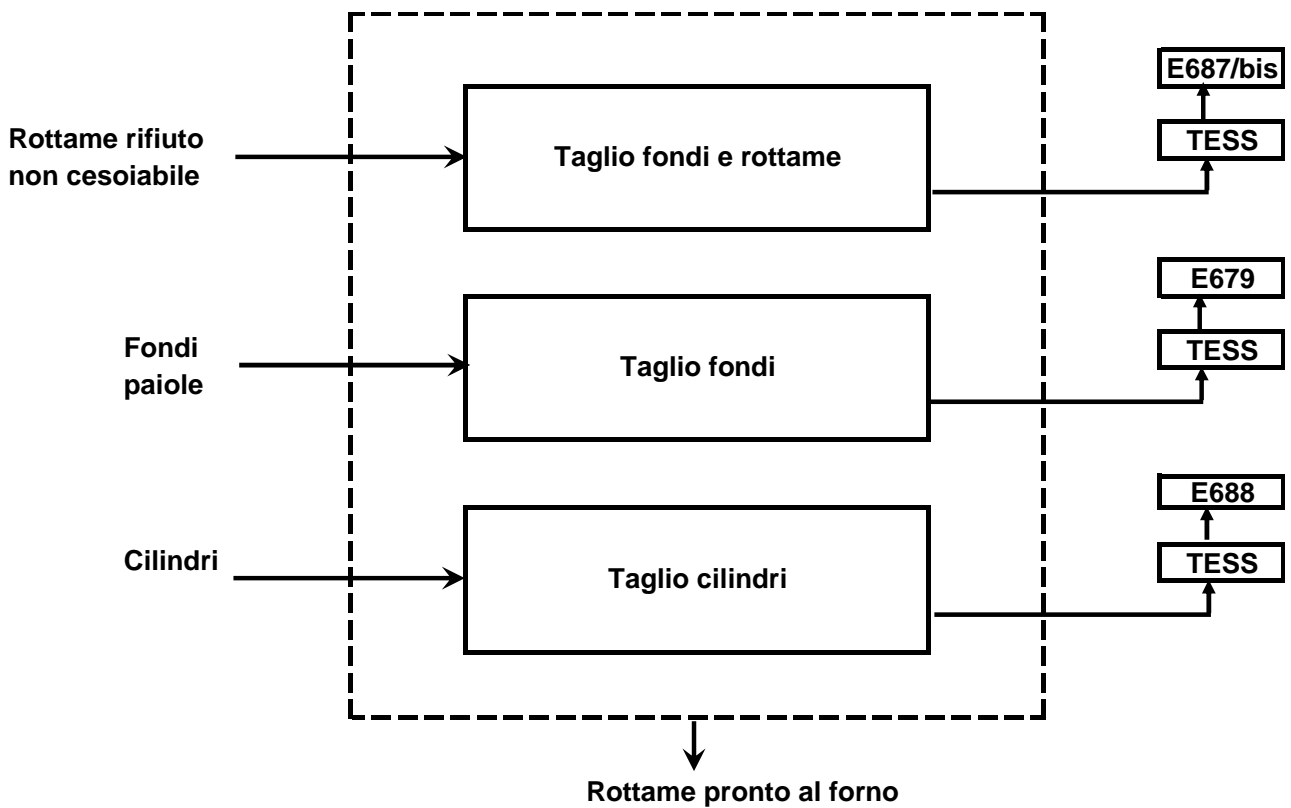 E687/bis
Rottame rifiuto
non cesoiabile
Taglio fondi e rottame
TESS
E679
Fondi
paiole
Taglio fondi
TESS
E688
Cilindri
Taglio cilindri
TESS
Rottame pronto al forno